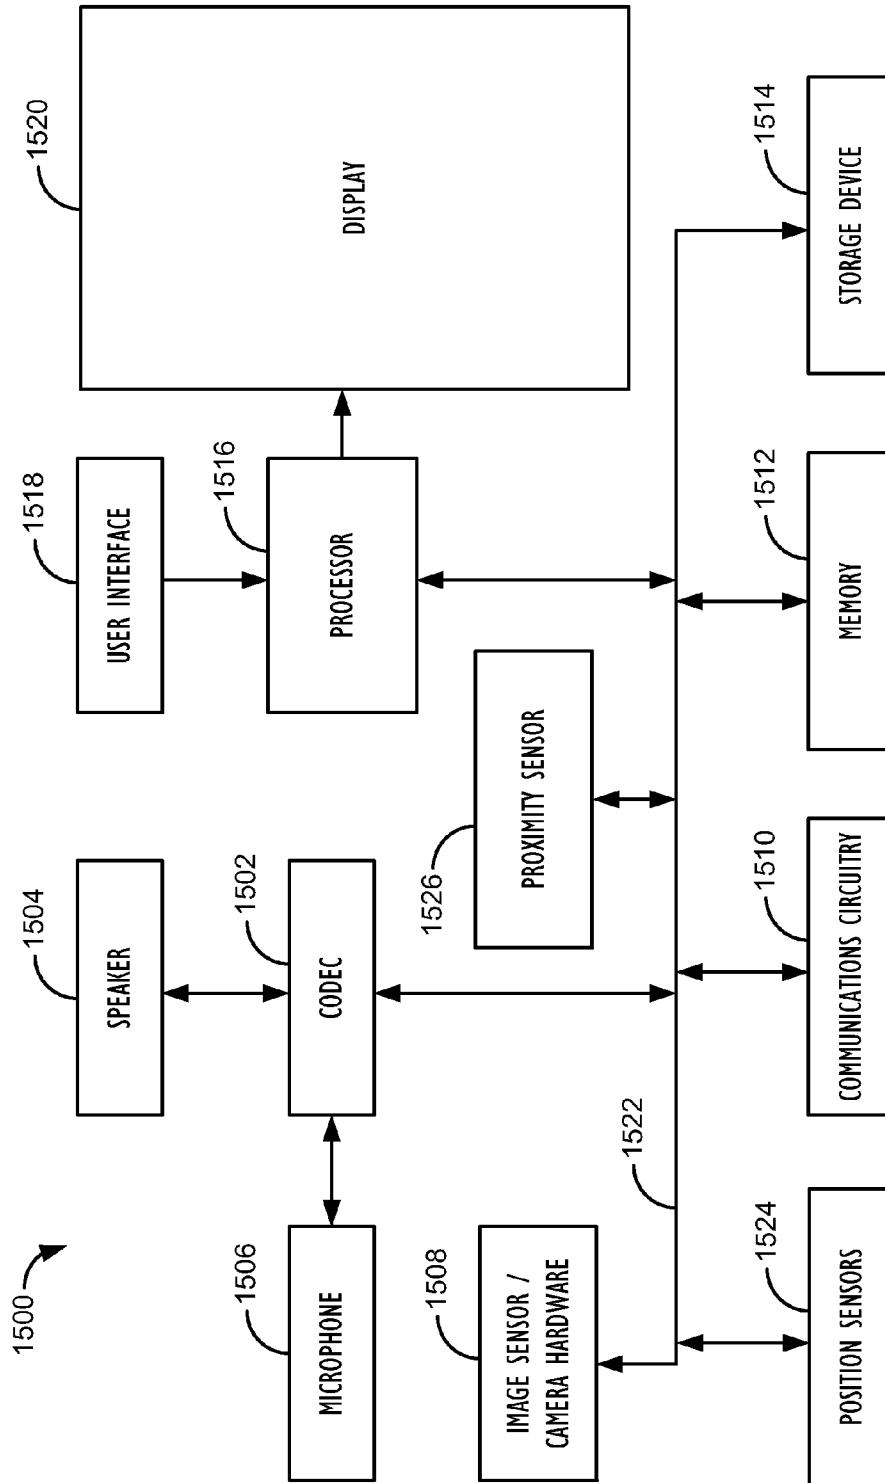 1500
MICROPHONE
1506
SPEAKER
1504
CODEC
1502
USER INTERFACE
1518
PROCESSOR
1516
DISPLAY
1520
IMAGE SENSOR /
CAMERA HARDWARE
1508
PROXIMITY SENSOR
1526
1522
POSITION SENSORS
1524
COMMUNICATIONS CIRCUITRY
1510
MEMORY
1512
STORAGE DEVICE
1514